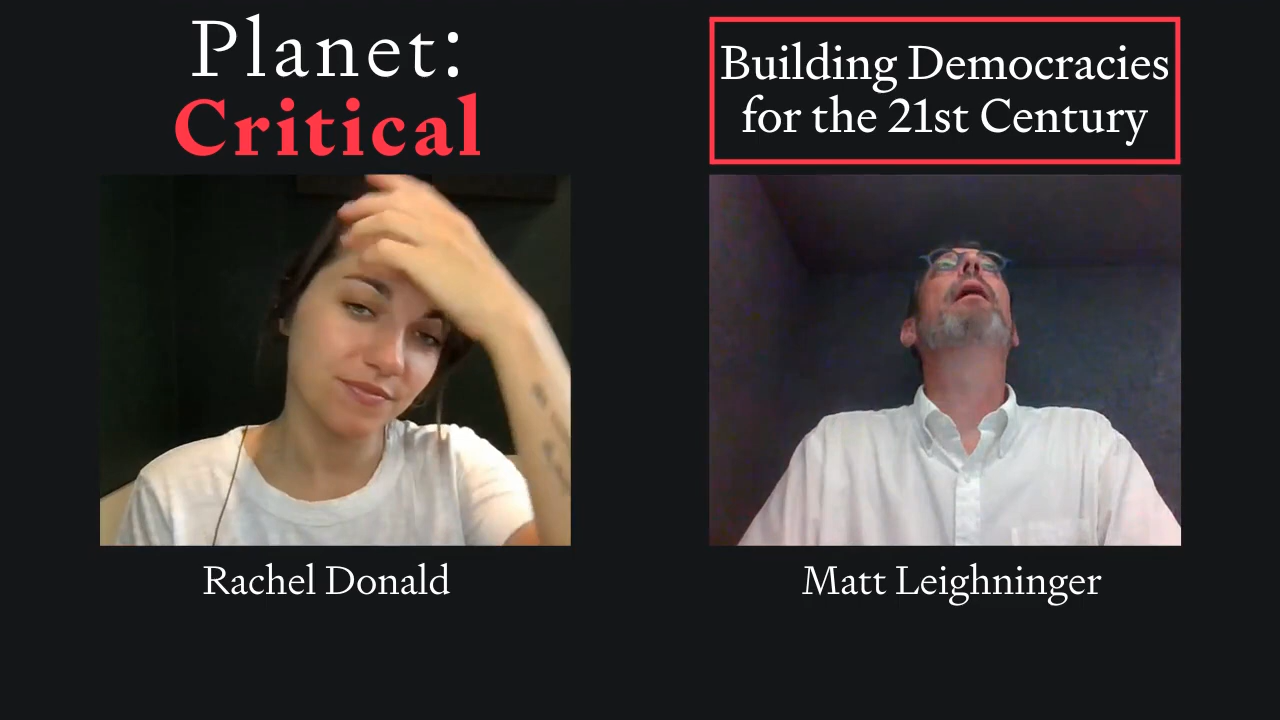 Planet:
Critical
Building Democracies
for the 21st Century
Rachel Donald
Matt Leighninger